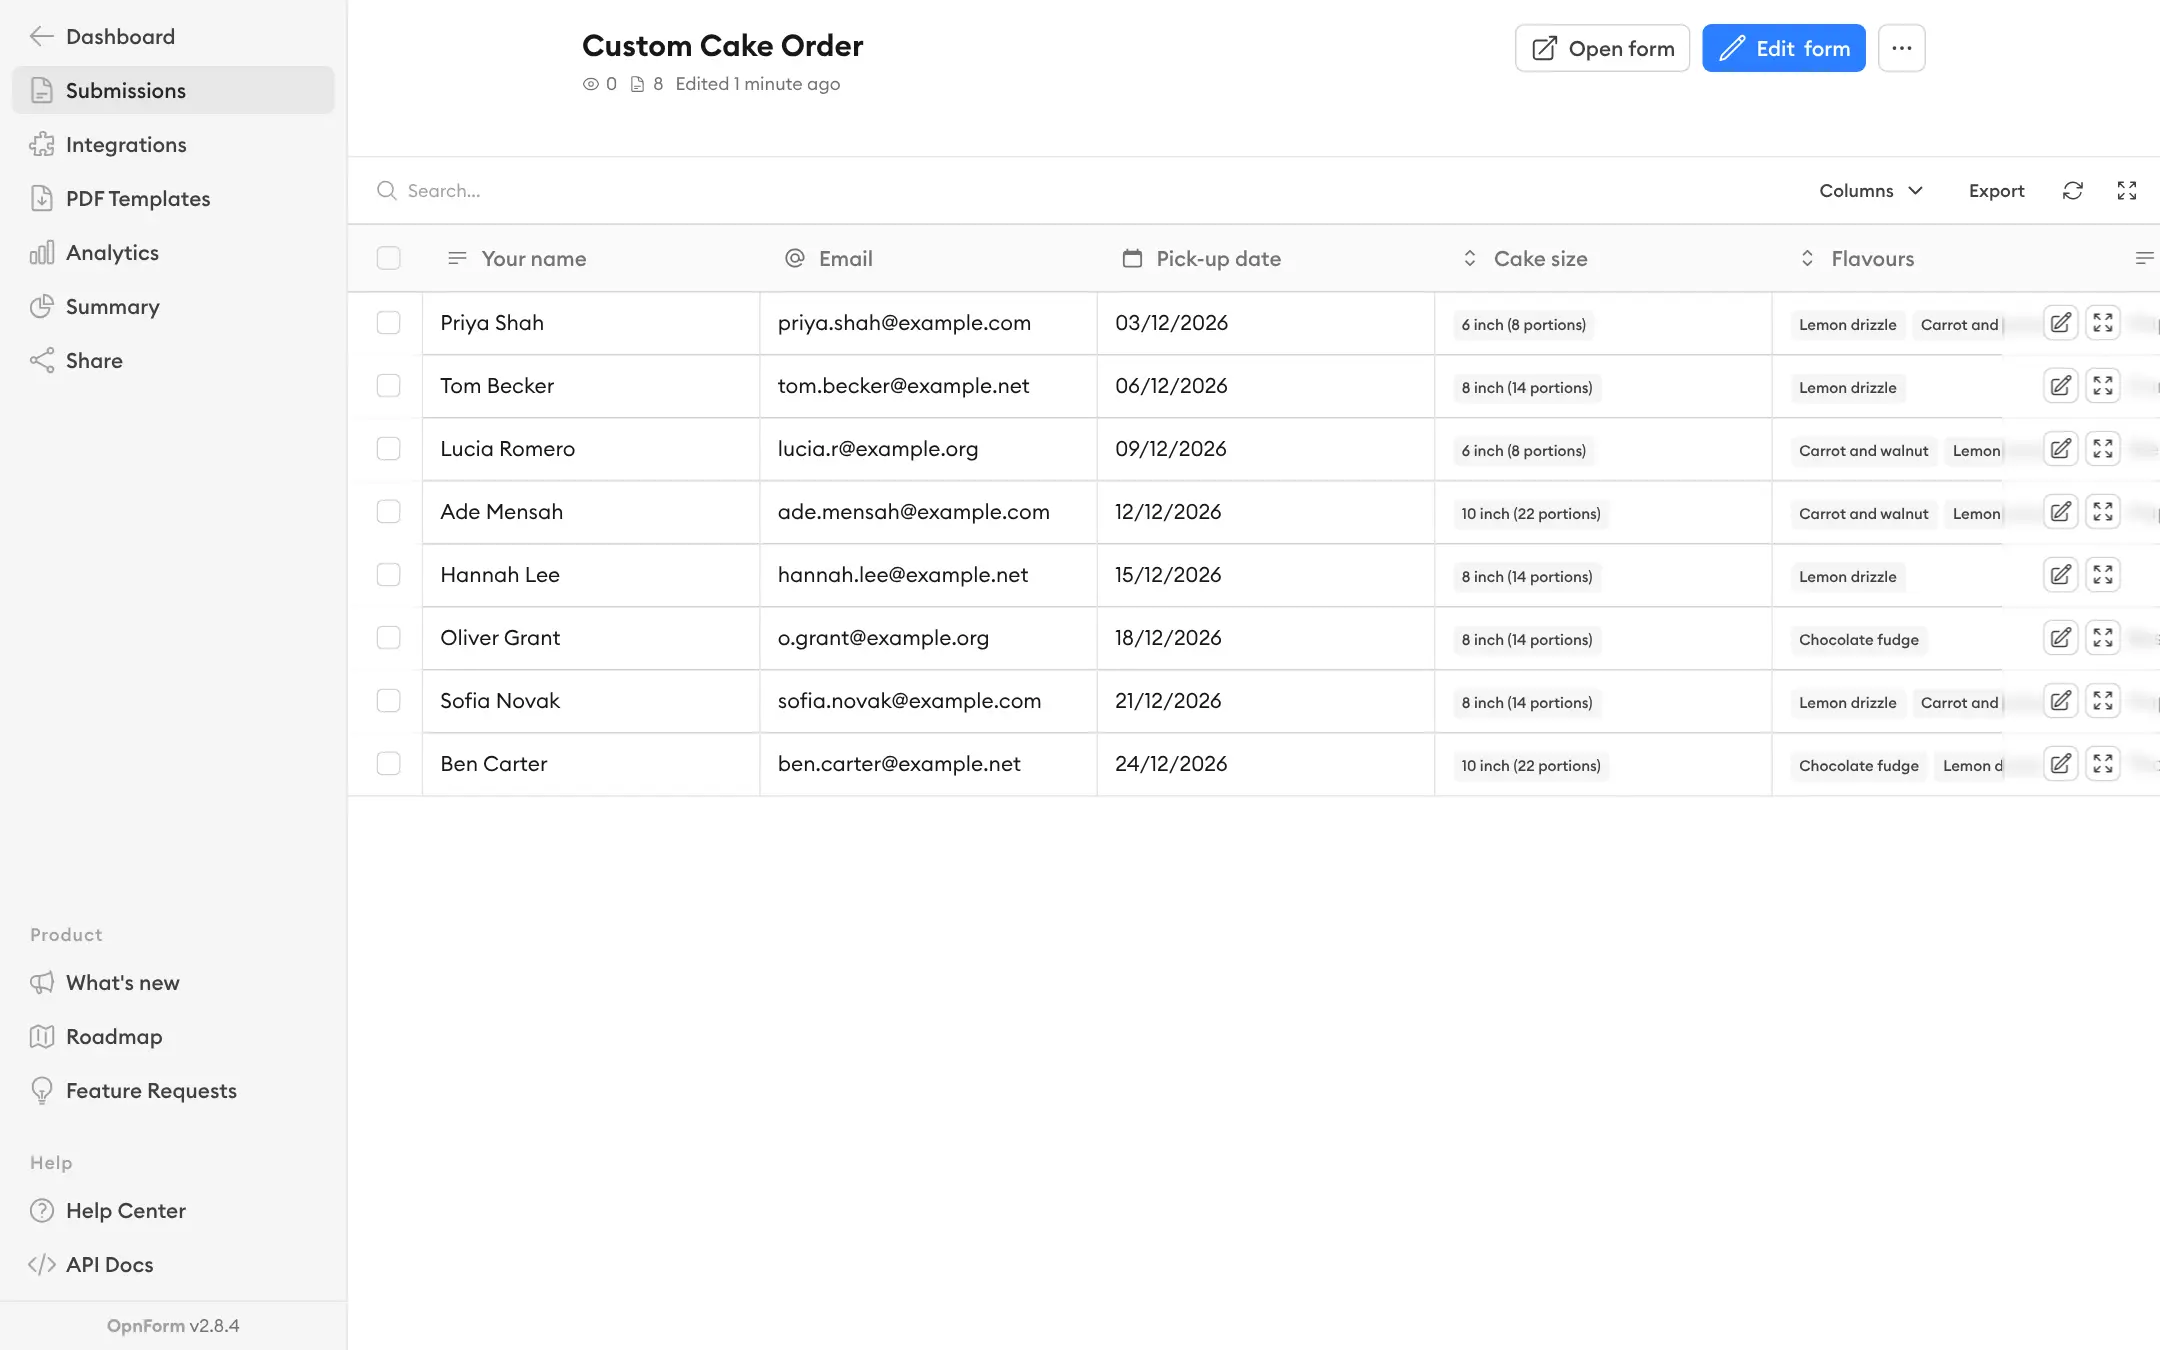 Dashboard
Submissions
Integrations
PDF Templates
Analytics
Summary
Share
Product
What's new
Roadmap
Feature Requests
Help
Help Center
API Docs
OpnForm v2.8.4
Custom Cake Order
0 8 Edited 1 minute ago
Open form
Edit form
Search...
Columns
Export
Your name Email Pick-up date Cake size Flavours
Priya Shah priya.shah@example.com 03/12/2026 6 inch (8 portions) Lemon drizzle Carrot and
Tom Becker tom.becker@example.net 06/12/2026 8 inch (14 portions) Lemon drizzle
Lucia Romero lucia.r@example.org 09/12/2026 6 inch (8 portions) Carrot and walnut Lemon
Ade Mensah ade.mensah@example.com 12/12/2026 10 inch (22 portions) Carrot and walnut Lemon
Hannah Lee hannah.lee@example.net 15/12/2026 8 inch (14 portions) Lemon drizzle
Oliver Grant o.grant@example.org 18/12/2026 8 inch (14 portions) Chocolate fudge
Sofia Novak sofia.novak@example.com 21/12/2026 8 inch (14 portions) Lemon drizzle Carrot and
Ben Carter ben.carter@example.net 24/12/2026 10 inch (22 portions) Chocolate fudge Lemon d